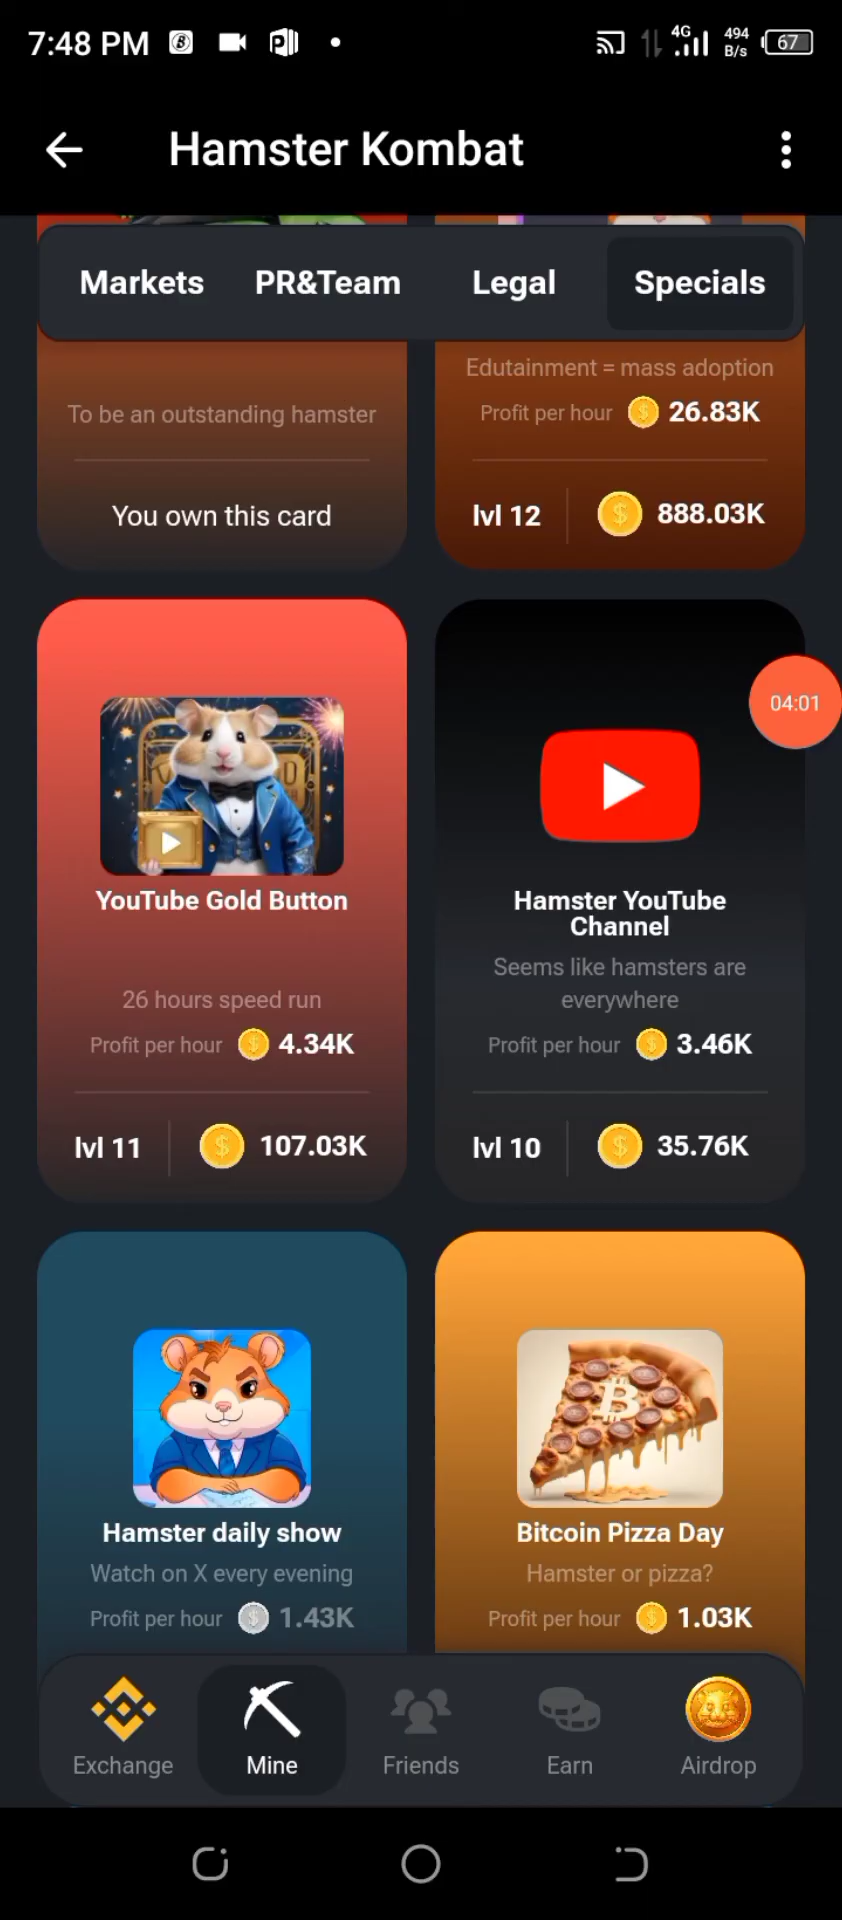 7:48 PM
4G
494
B/s
67
Hamster Kombat
Markets
PR&Team
Legal
Specials
To be an outstanding hamster
You own this card
Edutainment = mass adoption
Profit per hour
26.83K
lvl 12
888.03K
04:01
YouTube Gold Button
26 hours speed run
Profit per hour
4.34K
lvl 11
107.03K
Hamster YouTube
Channel
Seems like hamsters are
everywhere
Profit per hour
3.46K
lvl 10
35.76K
Hamster daily show
Watch on X every evening
Profit per hour
1.43K
Bitcoin Pizza Day
Hamster or pizza?
Profit per hour
1.03K
Exchange
Mine
Friends
Earn
Airdrop